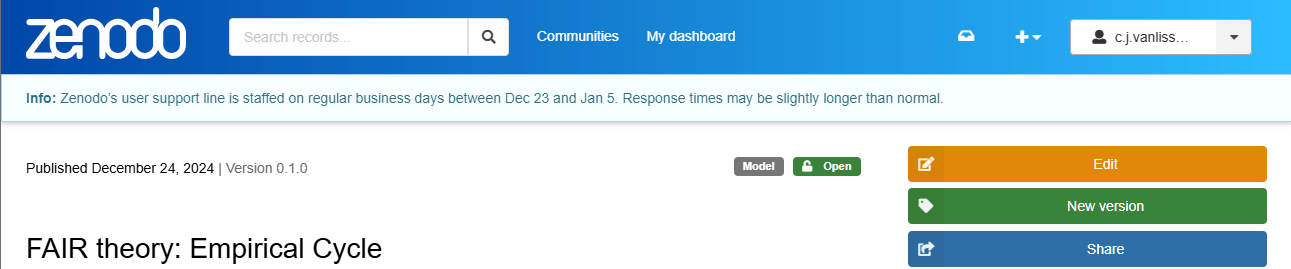 zenodo
Search records...
Communities
My dashboard
c.j.vanliss...
Info: Zenodo's user support line is staffed on regular business days between Dec 23 and Jan 5. Response times may be slightly longer than normal.
Published December 24, 2024 | Version 0.1.0
Model
Open
Edit
New version
Share
FAIR theory: Empirical Cycle